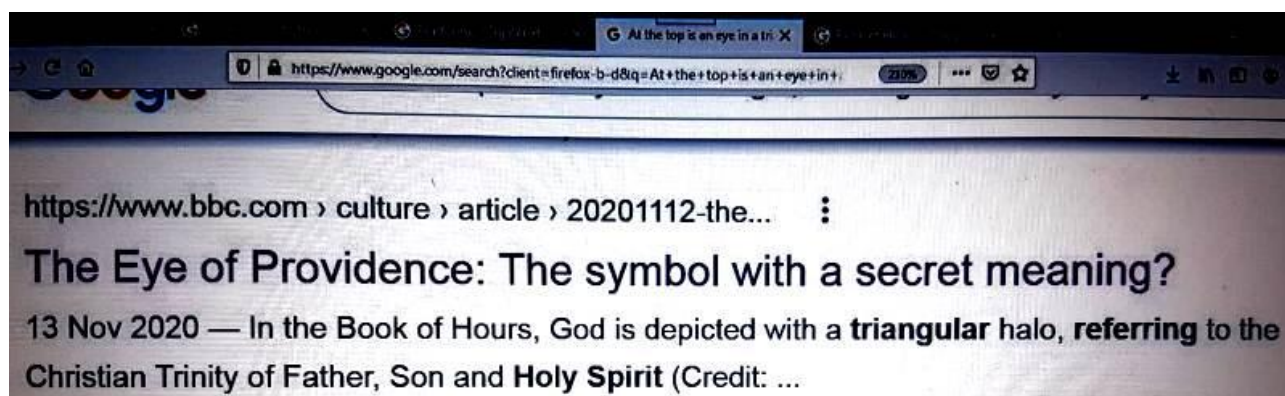 G At the top is an eye in a tri ×
https://www.google.com/search?client=firefox-b-d&q=At+the+top+is+an+eye+in+
230%
https://www.bbc.com › culture › article › 20201112-the...
The Eye of Providence: The symbol with a secret meaning?
13 Nov 2020 — In the Book of Hours, God is depicted with a triangular halo, referring to the
Christian Trinity of Father, Son and Holy Spirit (Credit: ...